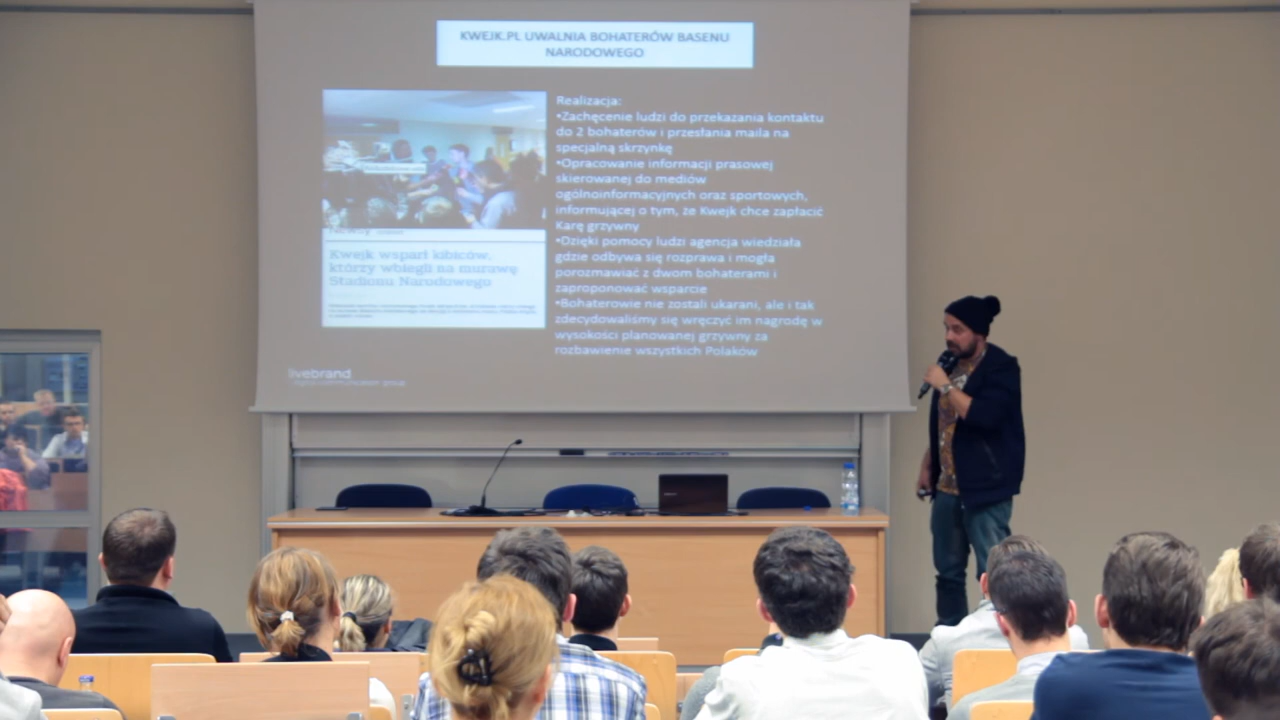 KWEJK.PL UWALNIA BOHATERÓW BASENU
NARODOWEGO
Realizacja:
•Zachęcenie ludzi do przekazania kontaktu
do 2 bohaterów i przesłania maila na
specjalną skrzynkę
•Opracowanie informacji prasowej
skierowanej do mediów
ogólnoinformacyjnych oraz sportowych,
informującej o tym, że Kwejk chce zapłacić
Karę grzywny
•Dzięki pomocy ludzi agencja wiedziała
gdzie odbywa się rozprawa i mogła
porozmawiać z dwom bohaterami i
zaproponować wsparcie
•Bohaterowie nie zostali ukarani, ale i tak
zdecydowaliśmy się wręczyć im nagrodę w
wysokości planowanej grzywny za
rozbawienie wszystkich Polaków
Kwejk wsparł kibiców,
którzy wbiegli na murawę
Stadionu Narodowego
livebrand